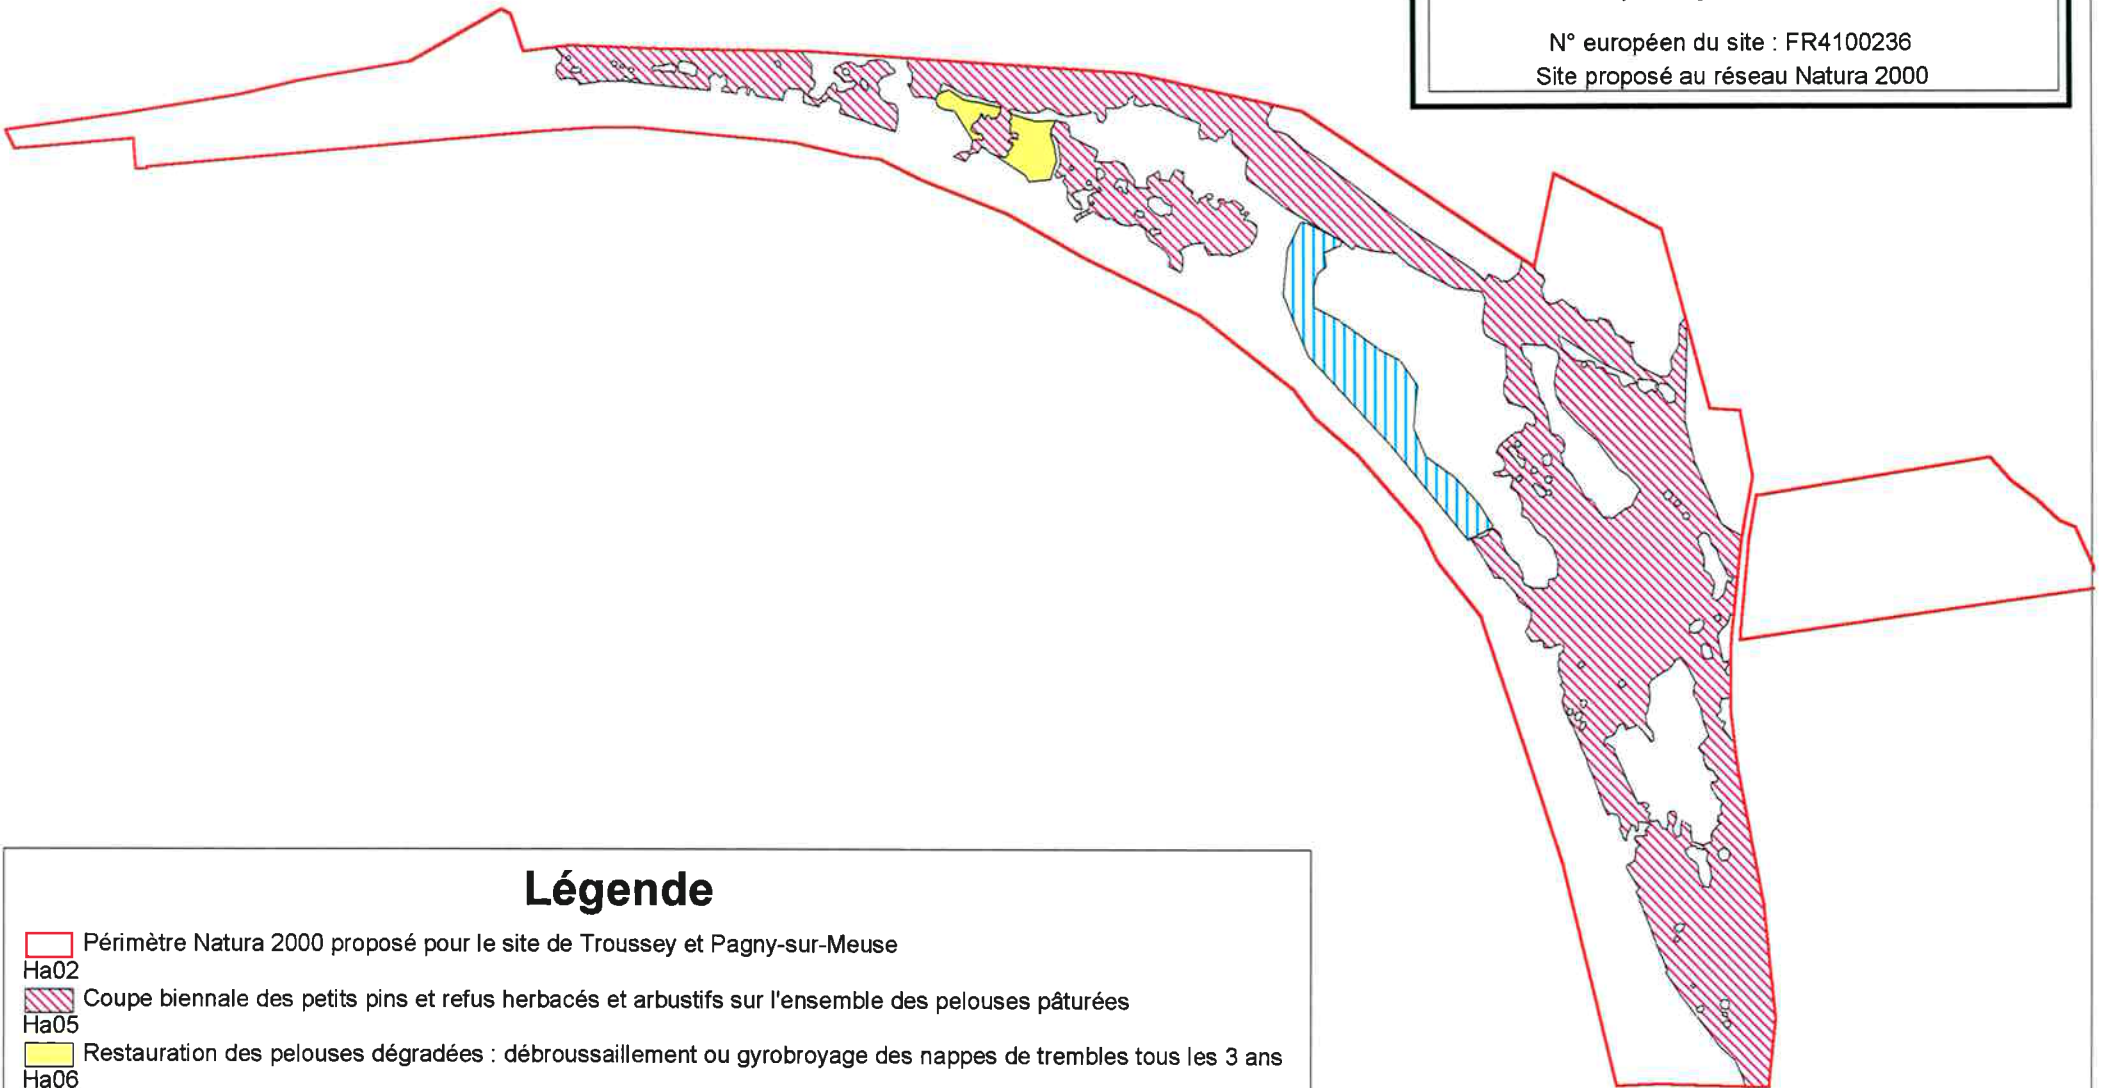 N° européen du site : FR4100236
Site proposé au réseau Natura 2000
Légende
Périmètre Natura 2000 proposé pour le site de Troussey et Pagny-sur-Meuse
Ha02
Coupe biennale des petits pins et refus herbacés et arbustifs sur l'ensemble des pelouses pâturées
Ha05
Restauration des pelouses dégradées : débroussaillement ou gyrobroyage des nappes de trembles tous les 3 ans
Ha06